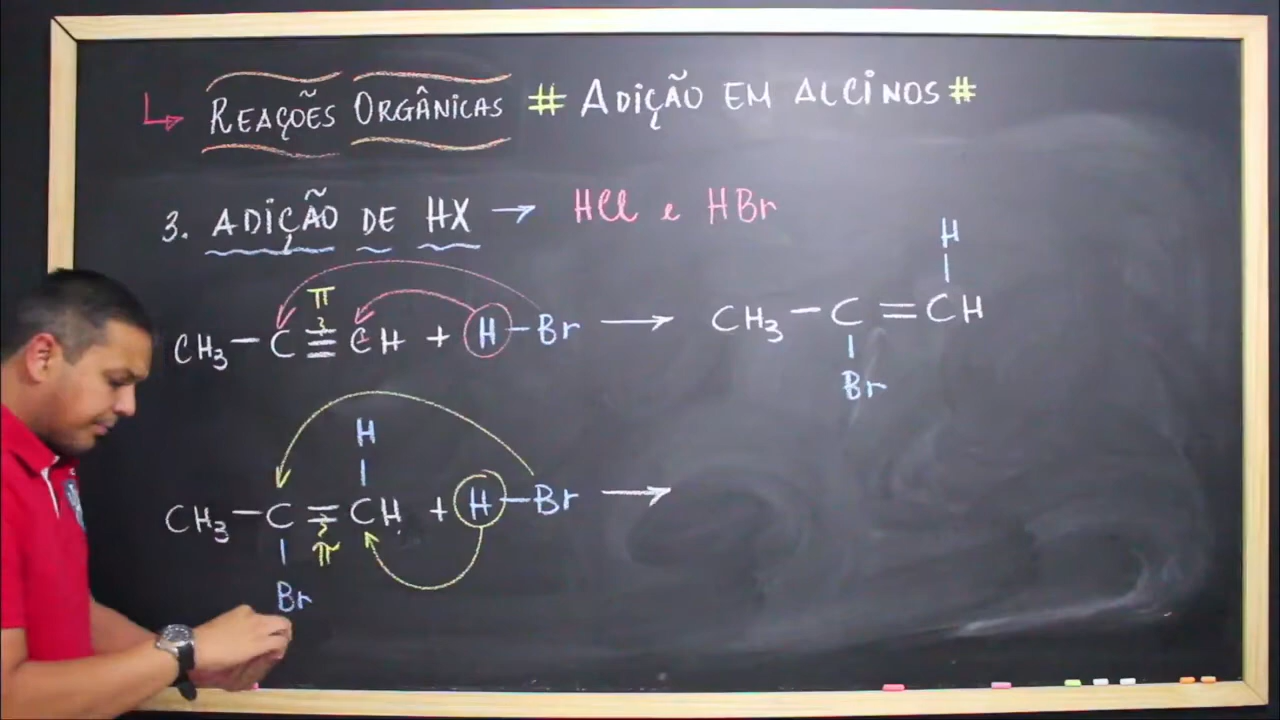 REAÇÕES ORGÂNICAS # ADIÇÃO EM ALCINOS #
3. ADIÇÃO DE HX → HCl e HBr
π
H
CH₃ — C ≡ CH + H — Br → CH₃ — C = CH
Br
H
CH₃ — C = CH + H — Br →
π
Br